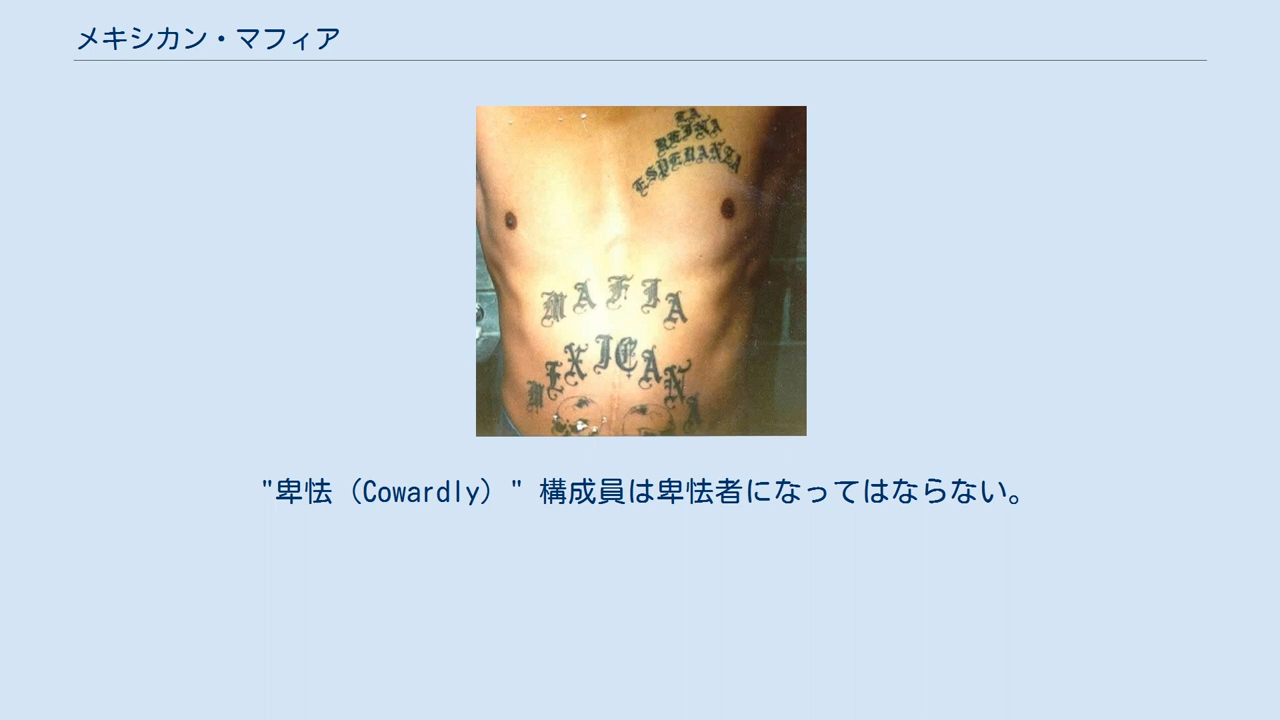 メキシカン・マフィア
LA
REINA
ESPERANZA
MAFIA
MEXICANA
"卑怯（Cowardly）" 構成員は卑怯者になってはならない。